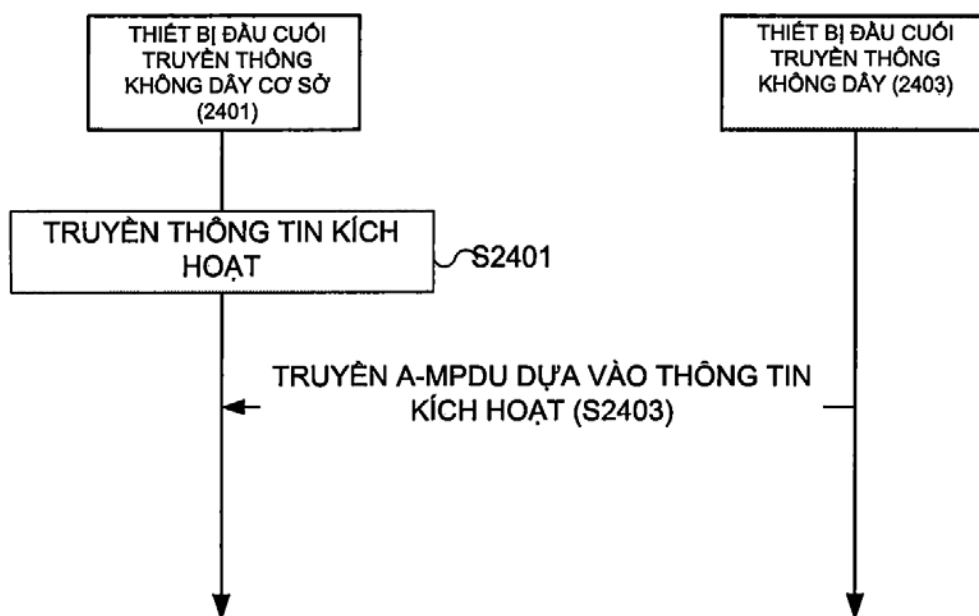 THIẾT BỊ ĐẦU CUỐI
TRUYỀN THÔNG
KHÔNG DÂY CƠ SỞ
(2401)
THIẾT BỊ ĐẦU CUỐI
TRUYỀN THÔNG
KHÔNG DÂY (2403)
TRUYỀN THÔNG TIN KÍCH
HOẠT
S2401
TRUYỀN A-MPDU DỰA VÀO THÔNG TIN
KÍCH HOẠT (S2403)